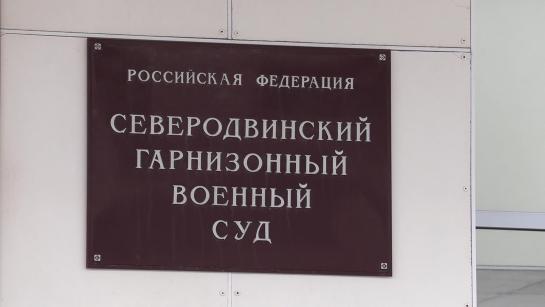 РОССИЙСКАЯ ФЕДЕРАЦИЯ
СЕВЕРОДВИНСКИЙ
ГАРНИЗОННЫЙ
ВОЕННЫЙ
СУД